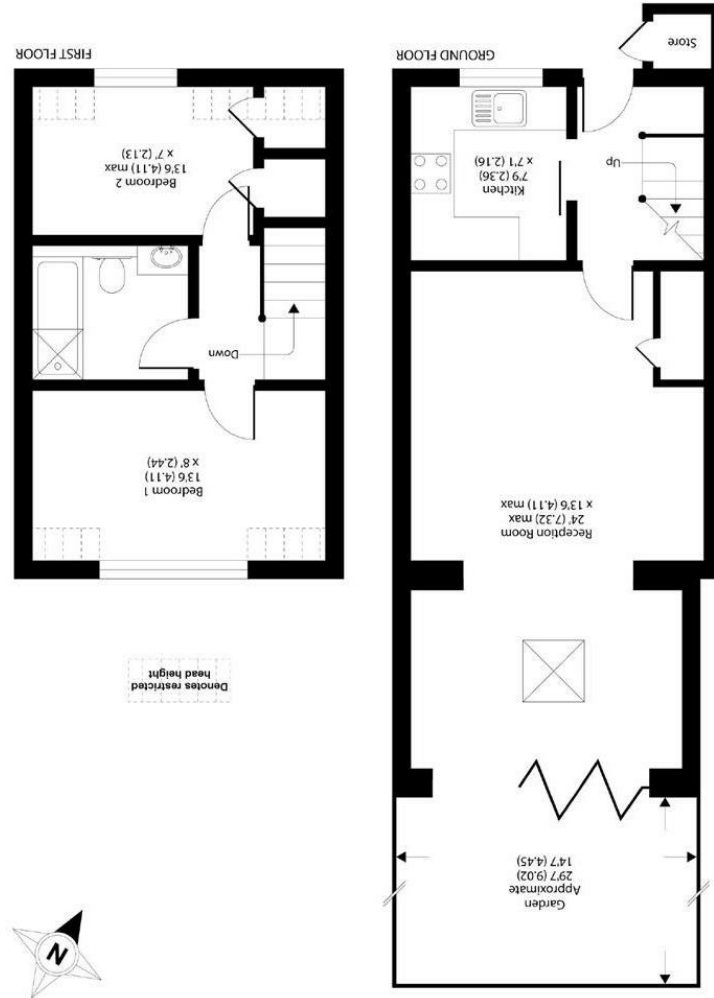 Garden
Approximate
29'7 (9.02)
14'7 (4.45)
Reception Room
24' (7.32) max
x 13'6 (4.11) max
Kitchen
7'9 (2.36)
x 7'1 (2.16)
Up
Store
GROUND FLOOR
N
Denotes restricted
head height
Bedroom 1
13'6 (4.11)
x 8' (2.44)
Down
Bedroom 2
13'6 (4.11) max
x 7' (2.13)
FIRST FLOOR